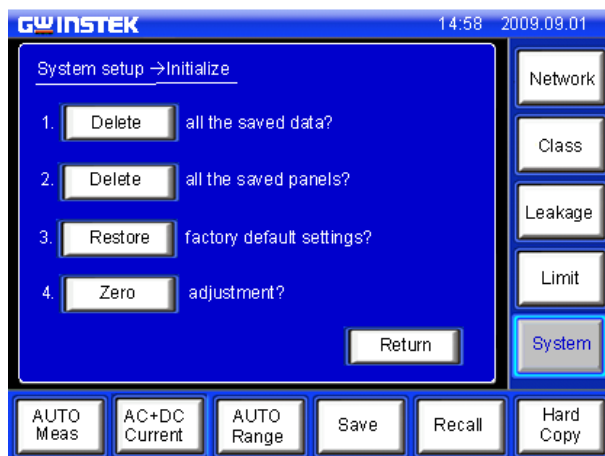 GWINSTEK 14:58 2009.09.01
System setup →Initialize
1. Delete all the saved data?
2. Delete all the saved panels?
3. Restore factory default settings?
4. Zero adjustment?
Return
Network
Class
Leakage
Limit
System
AUTO Meas
AC+DC Current
AUTO Range
Save
Recall
Hard Copy